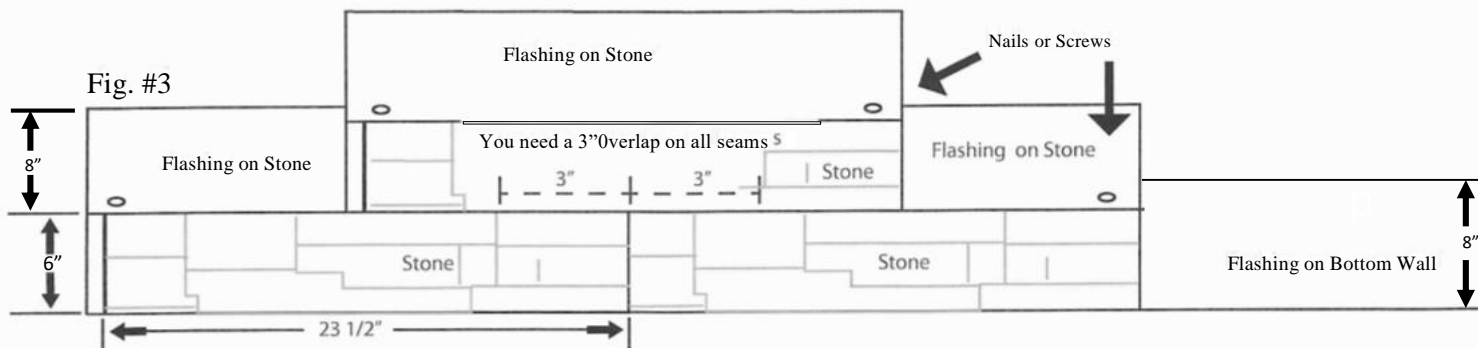 Flashing on Stone
Nails or Screws
Fig. #3
8”
Flashing on Stone
You need a 3”0verlap on all seams s
Flashing on Stone
Stone
3”
3”
p
6”
Stone
Stone
8”
Flashing on Bottom Wall
23 1/2”